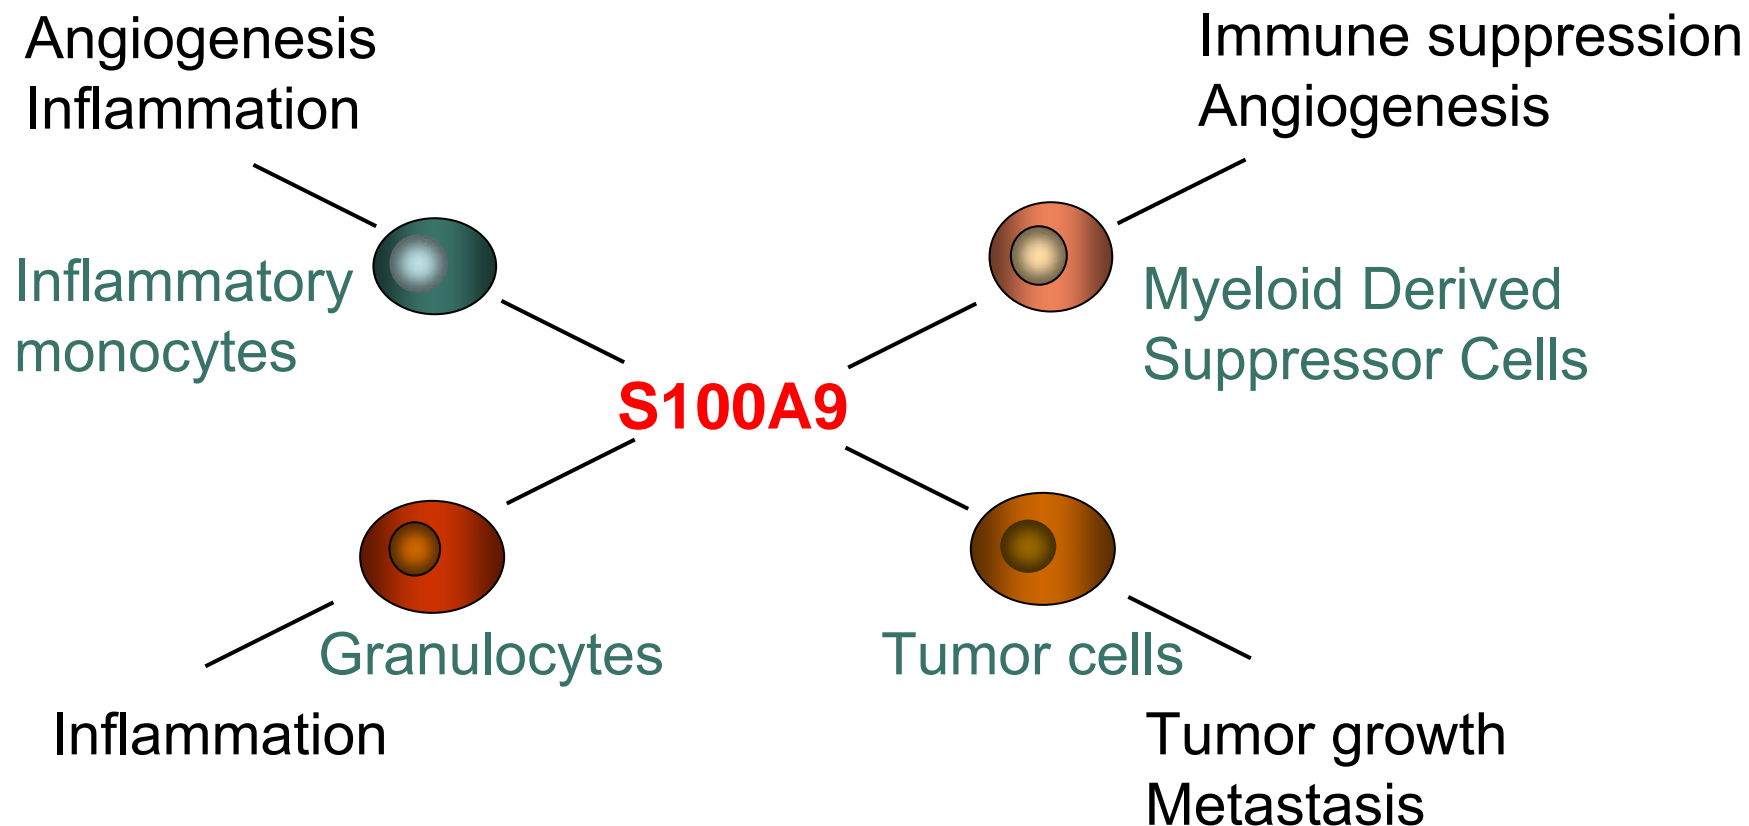 Angiogenesis
Inflammation
Immune suppression
Angiogenesis
Inflammatory
monocytes
Myeloid Derived
Suppressor Cells
S100A9
Granulocytes
Tumor cells
Inflammation
Tumor growth
Metastasis